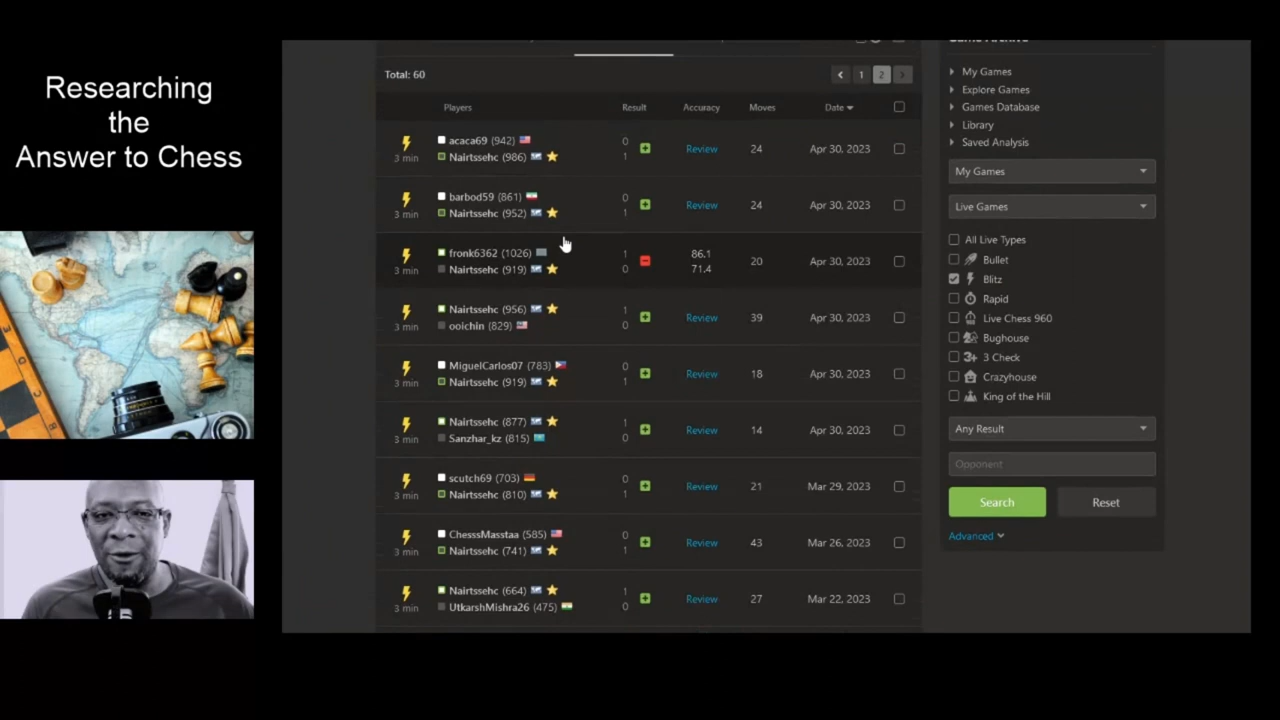 Researching
the
Answer to Chess
Total: 60
1
2
Players
Result
Accuracy
Moves
Date
3 min
acaca69 (942)
Nairtssehc (986)
0
1
Review
24
Apr 30, 2023
3 min
barbod59 (861)
Nairtssehc (952)
0
1
Review
24
Apr 30, 2023
3 min
fronk6362 (1026)
Nairtssehc (919)
1
0
86.1
71.4
20
Apr 30, 2023
3 min
Nairtssehc (956)
ooichin (829)
1
0
Review
39
Apr 30, 2023
3 min
MiguelCarlos07 (783)
Nairtssehc (919)
0
1
Review
18
Apr 30, 2023
3 min
Nairtssehc (877)
Sanzhar_kz (815)
1
0
Review
14
Apr 30, 2023
3 min
scutch69 (703)
Nairtssehc (810)
0
1
Review
21
Mar 29, 2023
3 min
ChesssMasstaa (585)
Nairtssehc (741)
0
1
Review
43
Mar 26, 2023
3 min
Nairtssehc (664)
UtkarshMishra26 (475)
1
0
Review
27
Mar 22, 2023
My Games
Explore Games
Games Database
Library
Saved Analysis
My Games
Live Games
All Live Types
Bullet
Blitz
Rapid
Live Chess 960
Bughouse
3+ 3 Check
Crazyhouse
King of the Hill
Any Result
Opponent
Search
Reset
Advanced